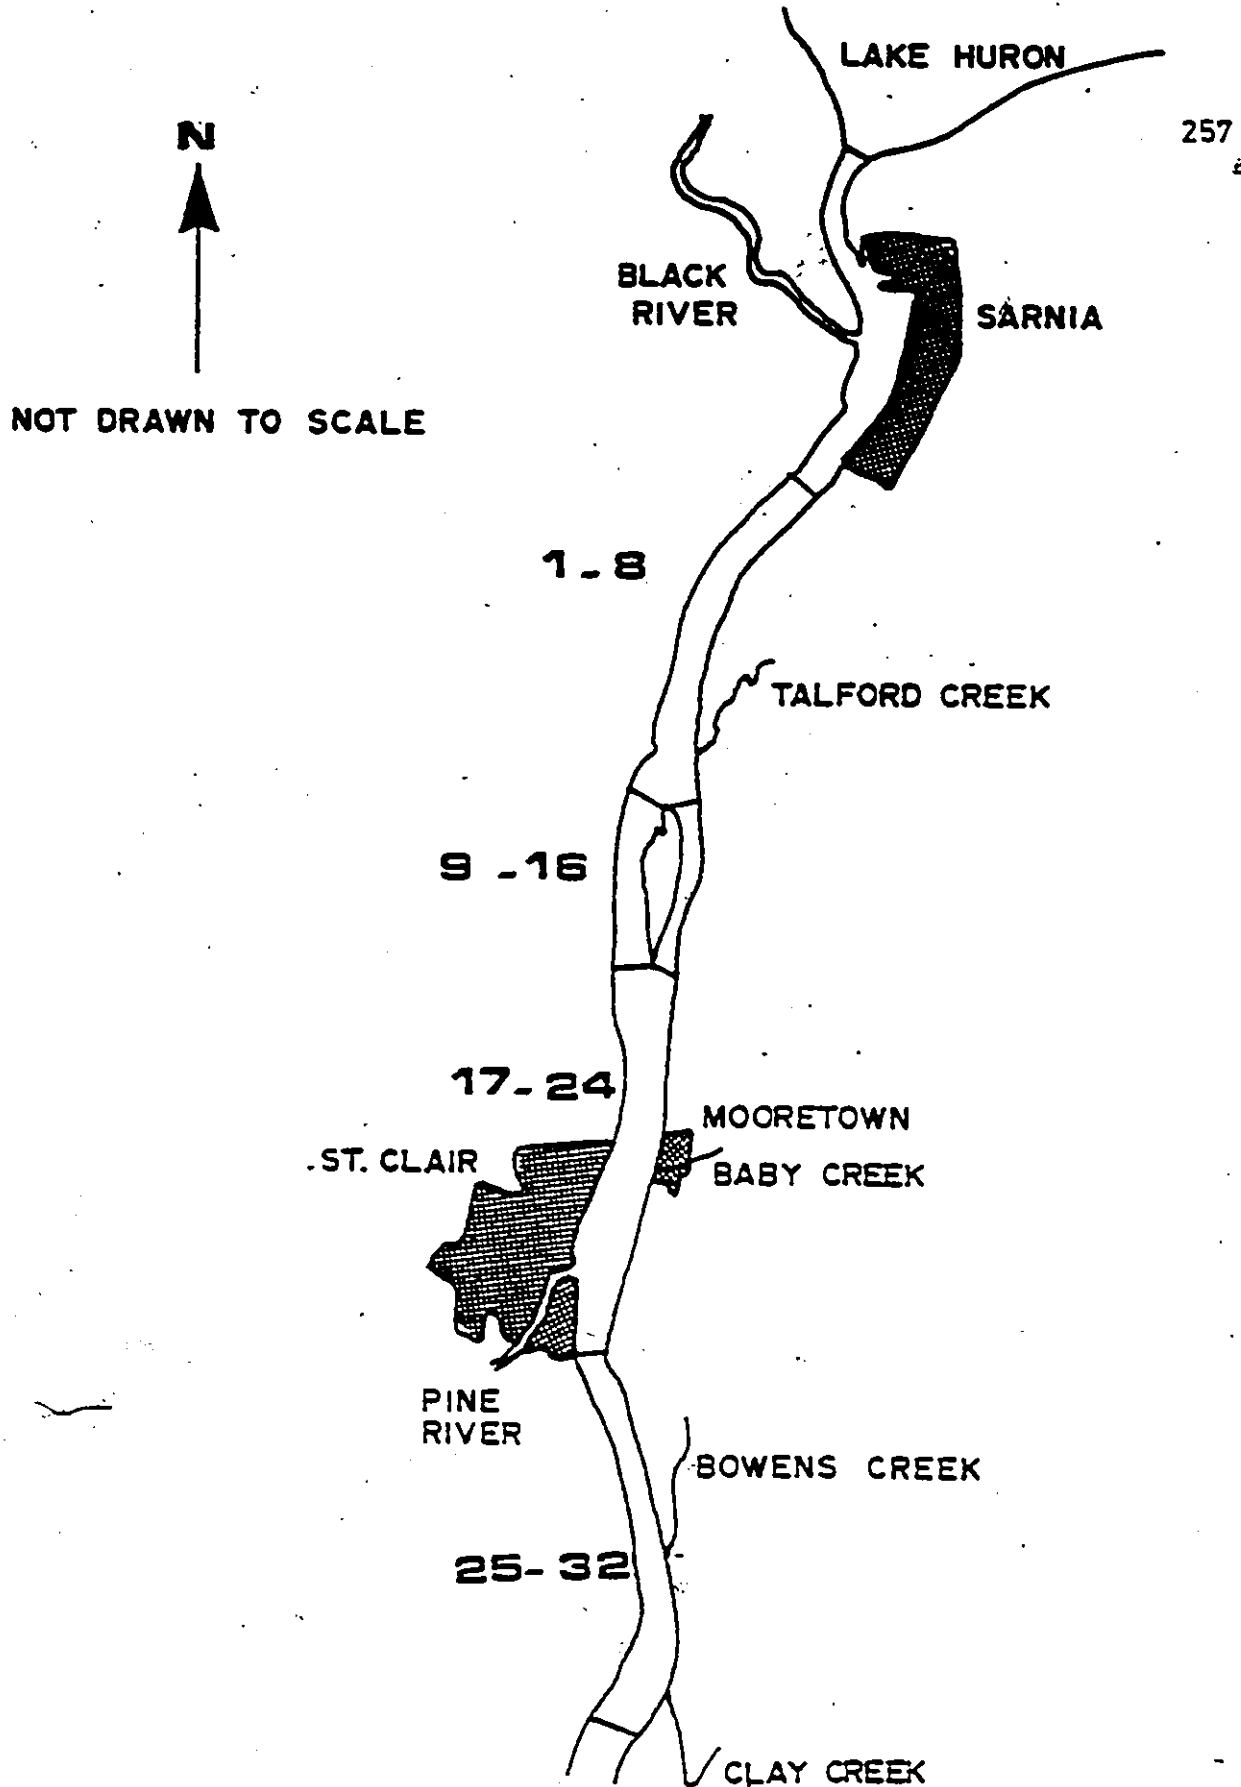 LAKE HURON
257
N
BLACK
RIVER
SARNIA
NOT DRAWN TO SCALE
1-8
TALFORD CREEK
9-16
17-24
MOORETOWN
ST. CLAIR
BABY CREEK
PINE
RIVER
BOWENS CREEK
25-32
CLAY CREEK